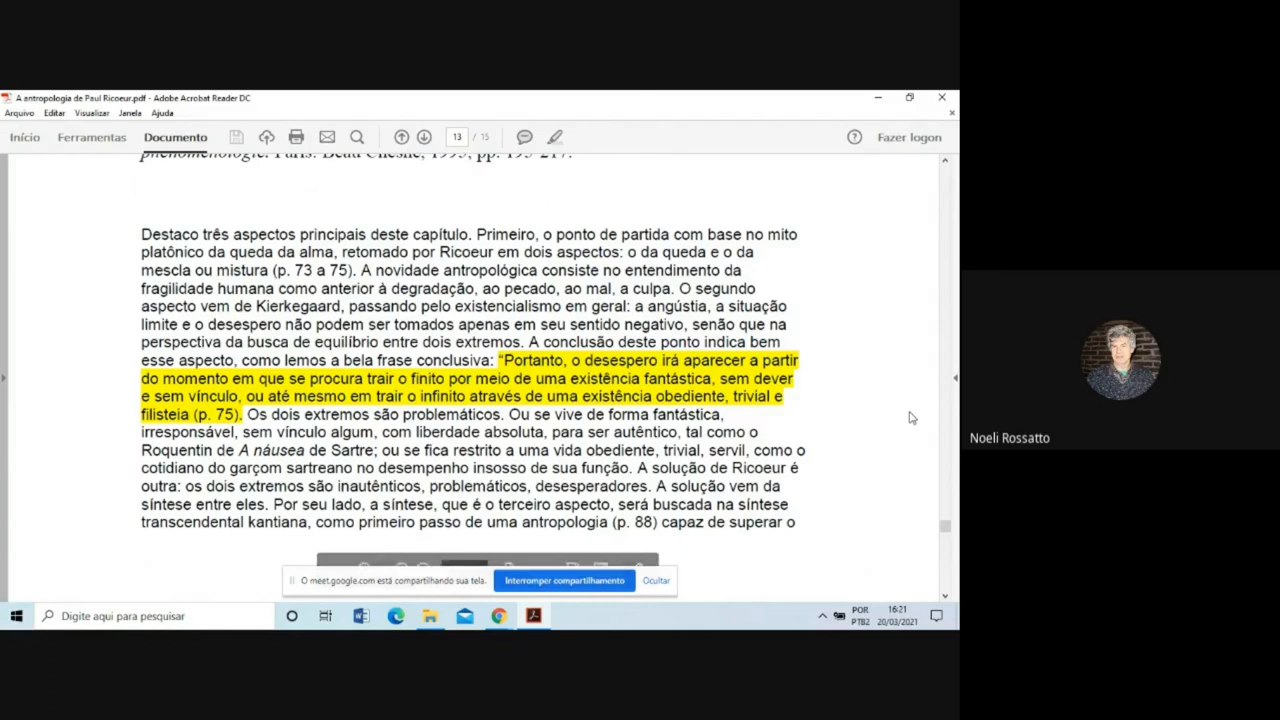 A antropologia de Paul Ricoeur.pdf - Adobe Acrobat Reader DC
Arquivo Editar Visualizar Janela Ajuda
Início Ferramentas Documento 13 / 15 Fazer logon
Destaco três aspectos principais deste capítulo. Primeiro, o ponto de partida com base no mito
platônico da queda da alma, retomado por Ricoeur em dois aspectos: o da queda e o da
mescla ou mistura (p. 73 a 75). A novidade antropológica consiste no entendimento da
fragilidade humana como anterior à degradação, ao pecado, ao mal, a culpa. O segundo
aspecto vem de Kierkegaard, passando pelo existencialismo em geral: a angústia, a situação
limite e o desespero não podem ser tomados apenas em seu sentido negativo, senão que na
perspectiva da busca de equilíbrio entre dois extremos. A conclusão deste ponto indica bem
esse aspecto, como lemos a bela frase conclusiva: “Portanto, o desespero irá aparecer a partir
do momento em que se procura trair o finito por meio de uma existência fantástica, sem dever
e sem vínculo, ou até mesmo em trair o infinito através de uma existência obediente, trivial e
filisteia (p. 75). Os dois extremos são problemáticos. Ou se vive de forma fantástica,
irresponsável, sem vínculo algum, com liberdade absoluta, para ser autêntico, tal como o
Roquentin de A náusea de Sartre; ou se fica restrito a uma vida obediente, trivial, servil, como o
cotidiano do garçom sartreano no desempenho insosso de sua função. A solução de Ricoeur é
outra: os dois extremos são inautênticos, problemáticos, desesperadores. A solução vem da
síntese entre eles. Por seu lado, a síntese, que é o terceiro aspecto, será buscada na síntese
transcendental kantiana, como primeiro passo de uma antropologia (p. 88) capaz de superar o
O meet.google.com está compartilhando sua tela. Interromper compartilhamento Ocultar
Digite aqui para pesquisar
POR 16:21
PTB2 20/03/2021
Noeli Rossatto